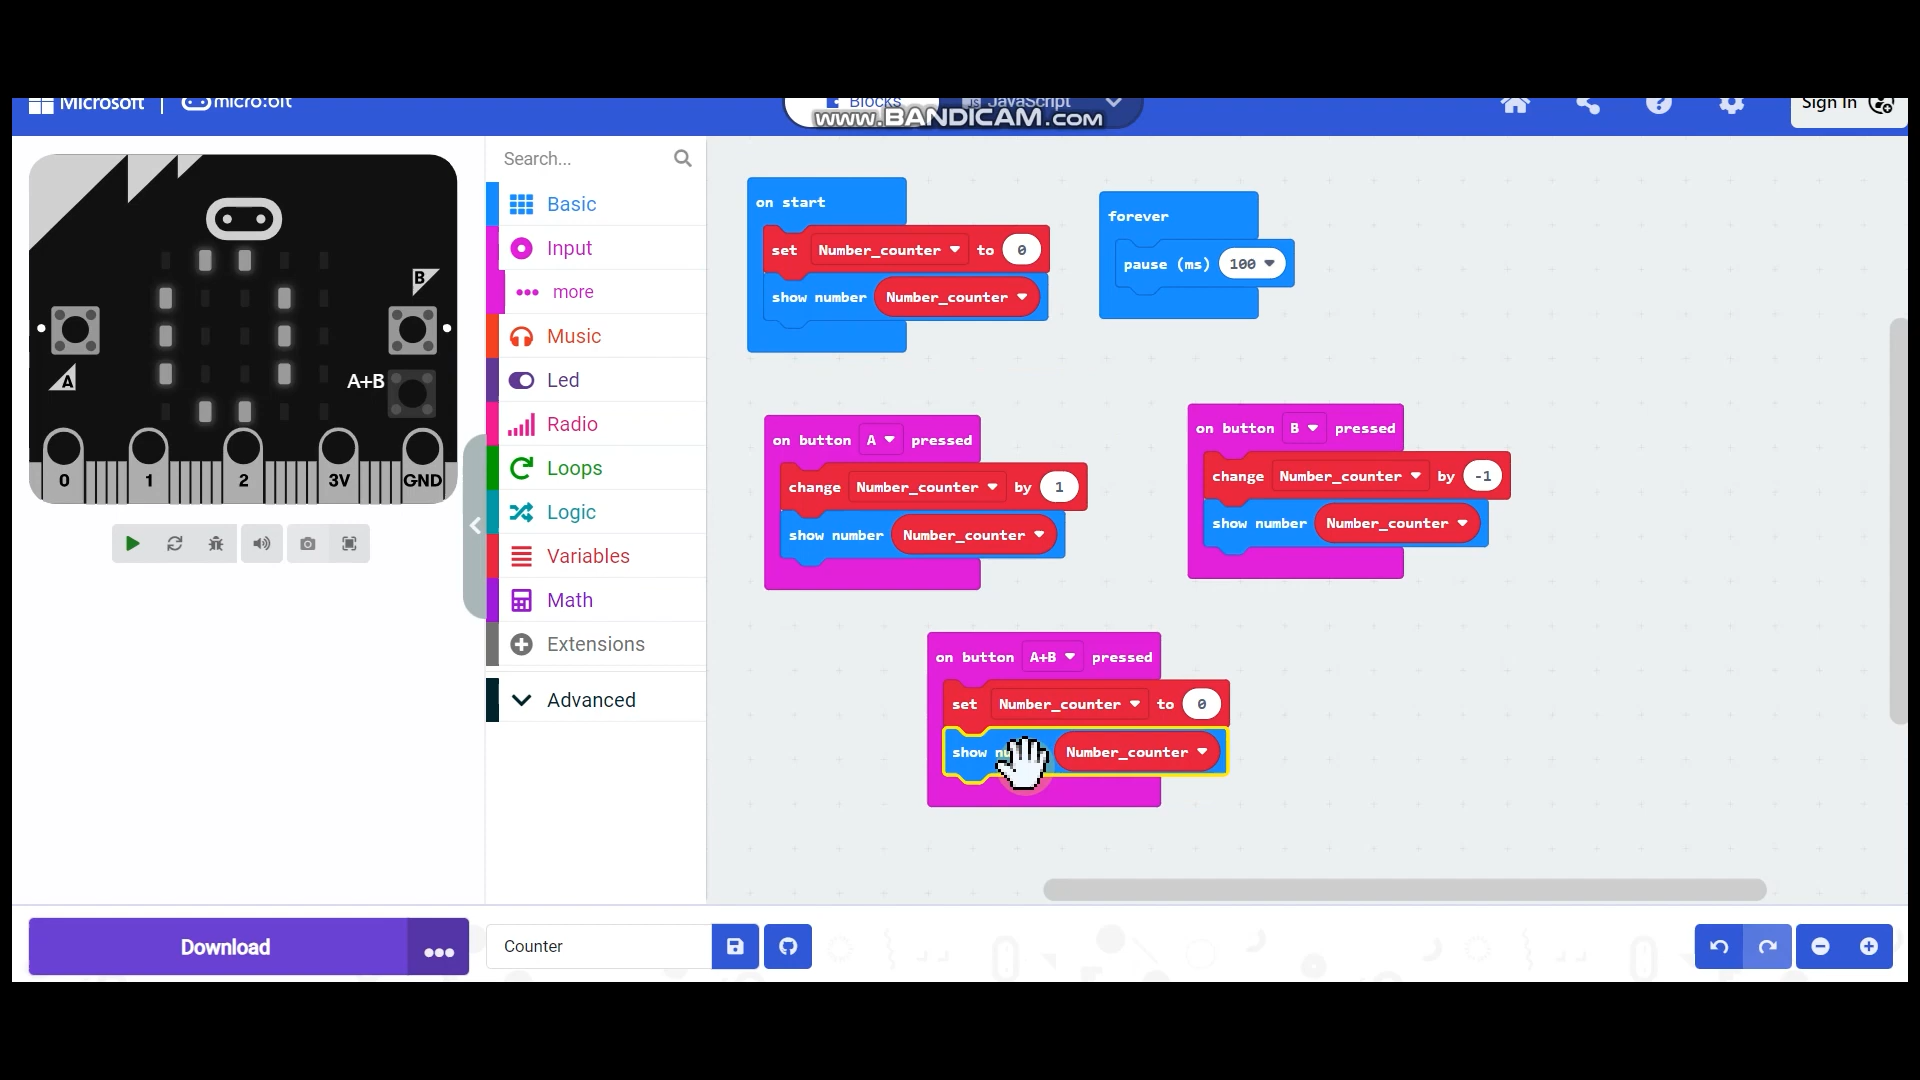 Microsoft | micro:bit
Blocks
JavaScript
www.BANDICAM.com
Sign In
Search...
Basic
Input
more
Music
Led
Radio
Loops
Logic
Variables
Math
Extensions
Advanced
B
A
A+B
0 1 2 3V GND
on start
set Number_counter to 0
show number Number_counter
forever
pause (ms) 100
on button A pressed
change Number_counter by 1
show number Number_counter
on button B pressed
change Number_counter by -1
show number Number_counter
on button A+B pressed
set Number_counter to 0
show Number_counter
Download
Counter